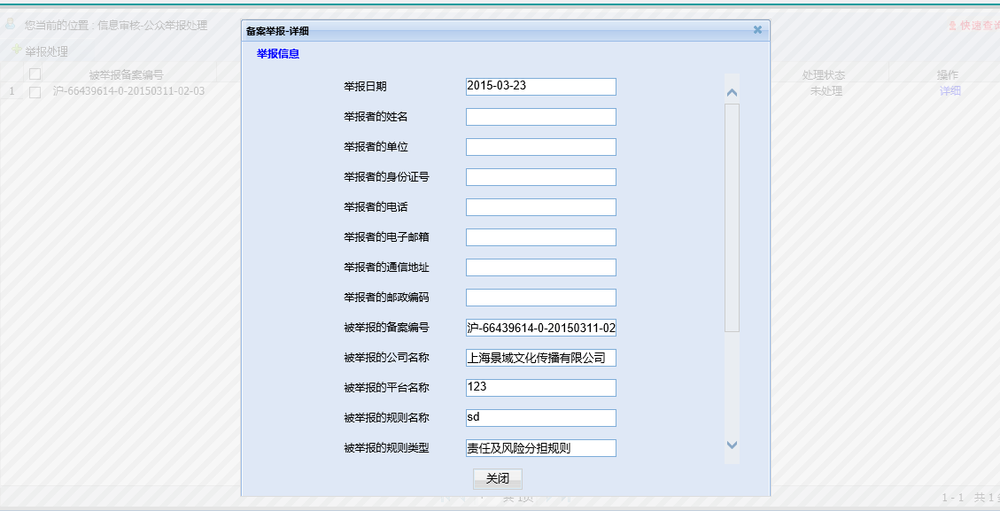 您当前的位置：信息审核-公众举报处理
快速查询
举报处理
被举报备案编号 处理状态 操作
1 沪-66439614-0-20150311-02-03 未处理 详细
备案举报-详细
举报信息
举报日期 2015-03-23
举报者的姓名
举报者的单位
举报者的身份证号
举报者的电话
举报者的电子邮箱
举报者的通信地址
举报者的邮政编码
被举报的备案编号 沪-66439614-0-20150311-02
被举报的公司名称 上海景域文化传播有限公司
被举报的平台名称 123
被举报的规则名称 sd
被举报的规则类型 责任及风险分担规则
关闭
共 1页
1 - 1 共 1